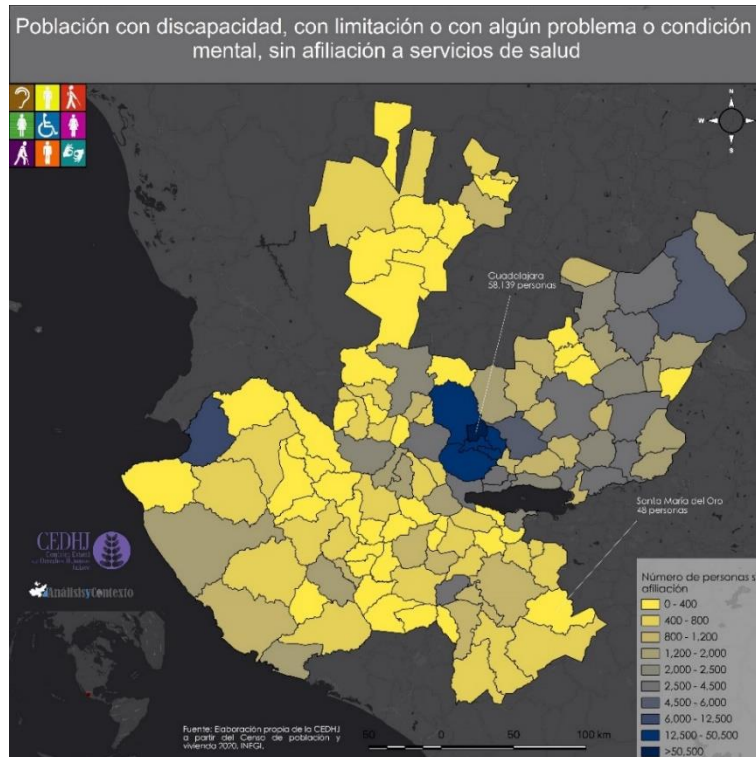 Población con discapacidad, con limitación o con algún problema o condición
mental, sin afiliación a servicios de salud
N
W
E
S
Guadalajara
58,139 personas
Santa María del Oro
48 personas
CEDHJ
AnálisisyContexto
Número de personas s
afiliación
0 - 400
400 - 800
800 - 1,200
1,200 - 2,000
2,000 - 2,500
2,500 - 4,500
4,500 - 6,000
6,000 - 12,500
12,500 - 50,500
>50,500
Fuente: Elaboración propia de la CEDHJ
a partir del Censo de población y
vivienda 2020, INEGI.
50
0
50
100 km